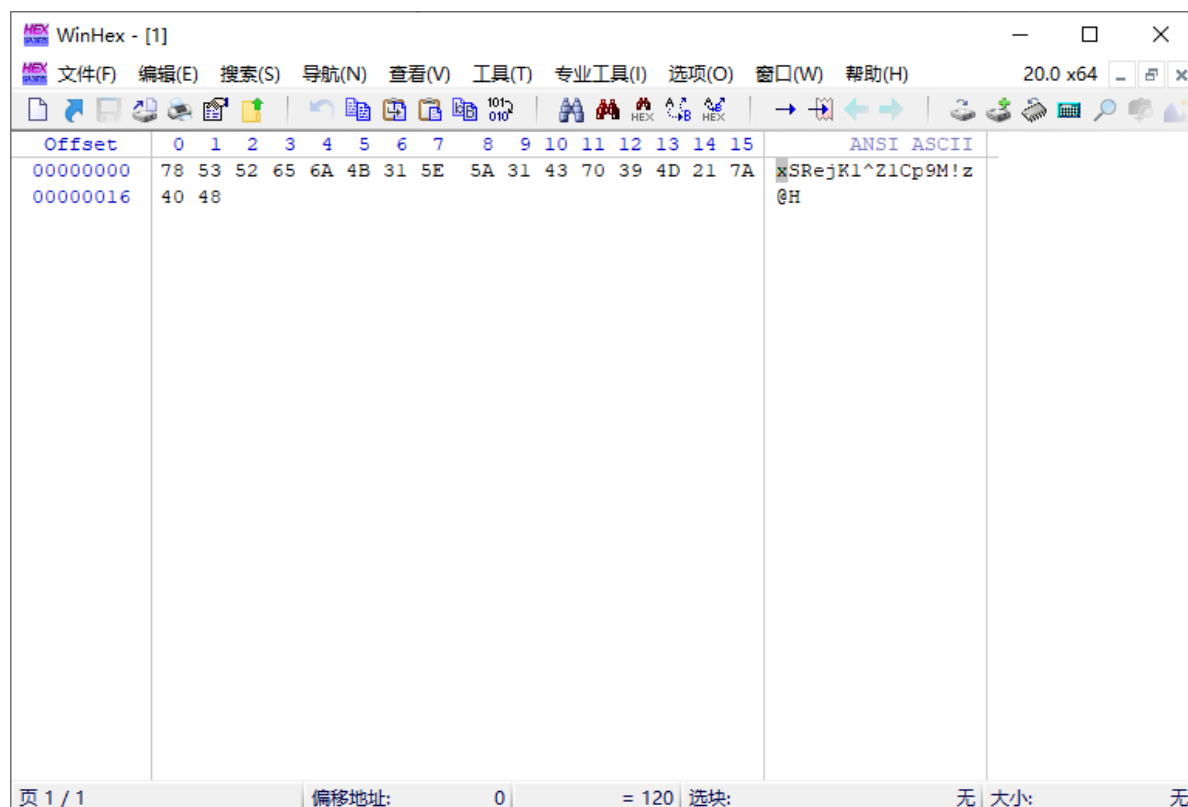 WinHex - [1]
文件(F) 编辑(E) 搜索(S) 导航(N) 查看(V) 工具(T) 专业工具(I) 选项(O) 窗口(W) 帮助(H) 20.0 x64
Offset 0 1 2 3 4 5 6 7 8 9 10 11 12 13 14 15 ANSI ASCII
00000000 78 53 52 65 6A 4B 31 5E 5A 31 43 70 39 4D 21 7A xSRejK1^Z1Cp9M!z
00000016 40 48 @H
页 1 / 1 偏移地址: 0 = 120 选块: 无 大小: 无